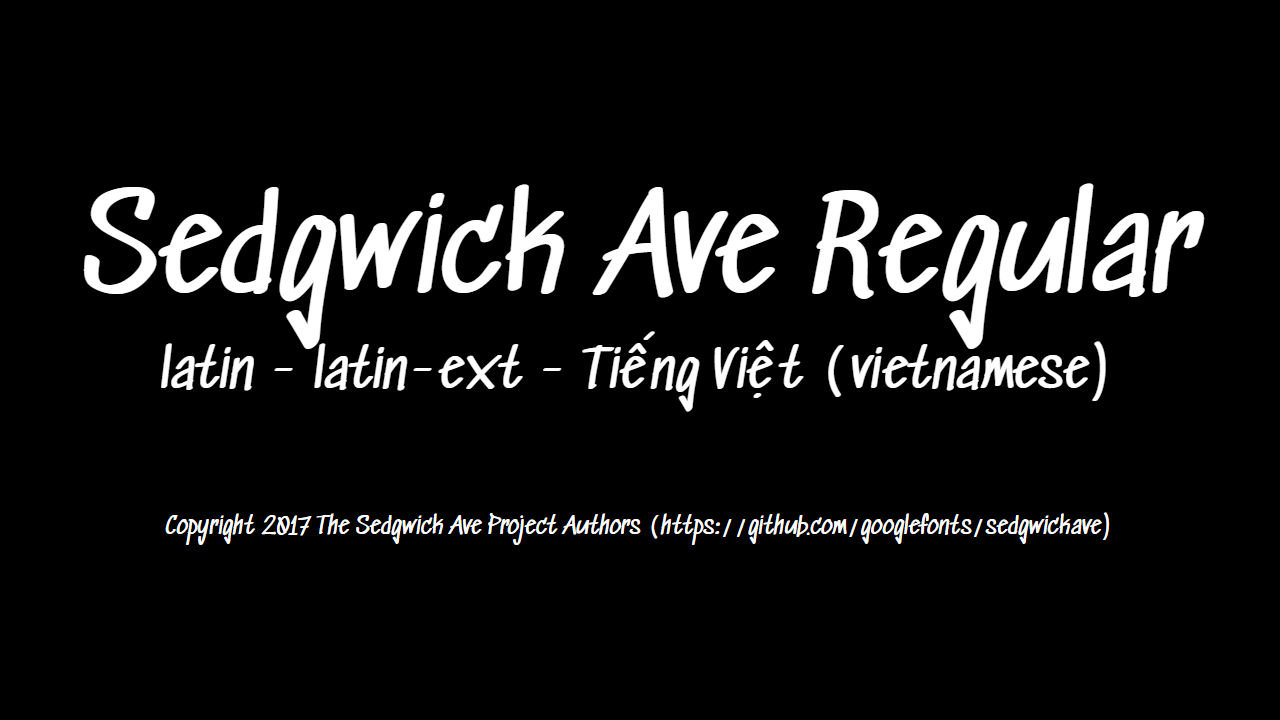 Sedgwick Ave Regular
latin - latin-ext - Tiếng Việt (vietnamese)
Copyright 2017 The Sedgwick Ave Project Authors (https://github.com/googlefonts/sedgwickave)